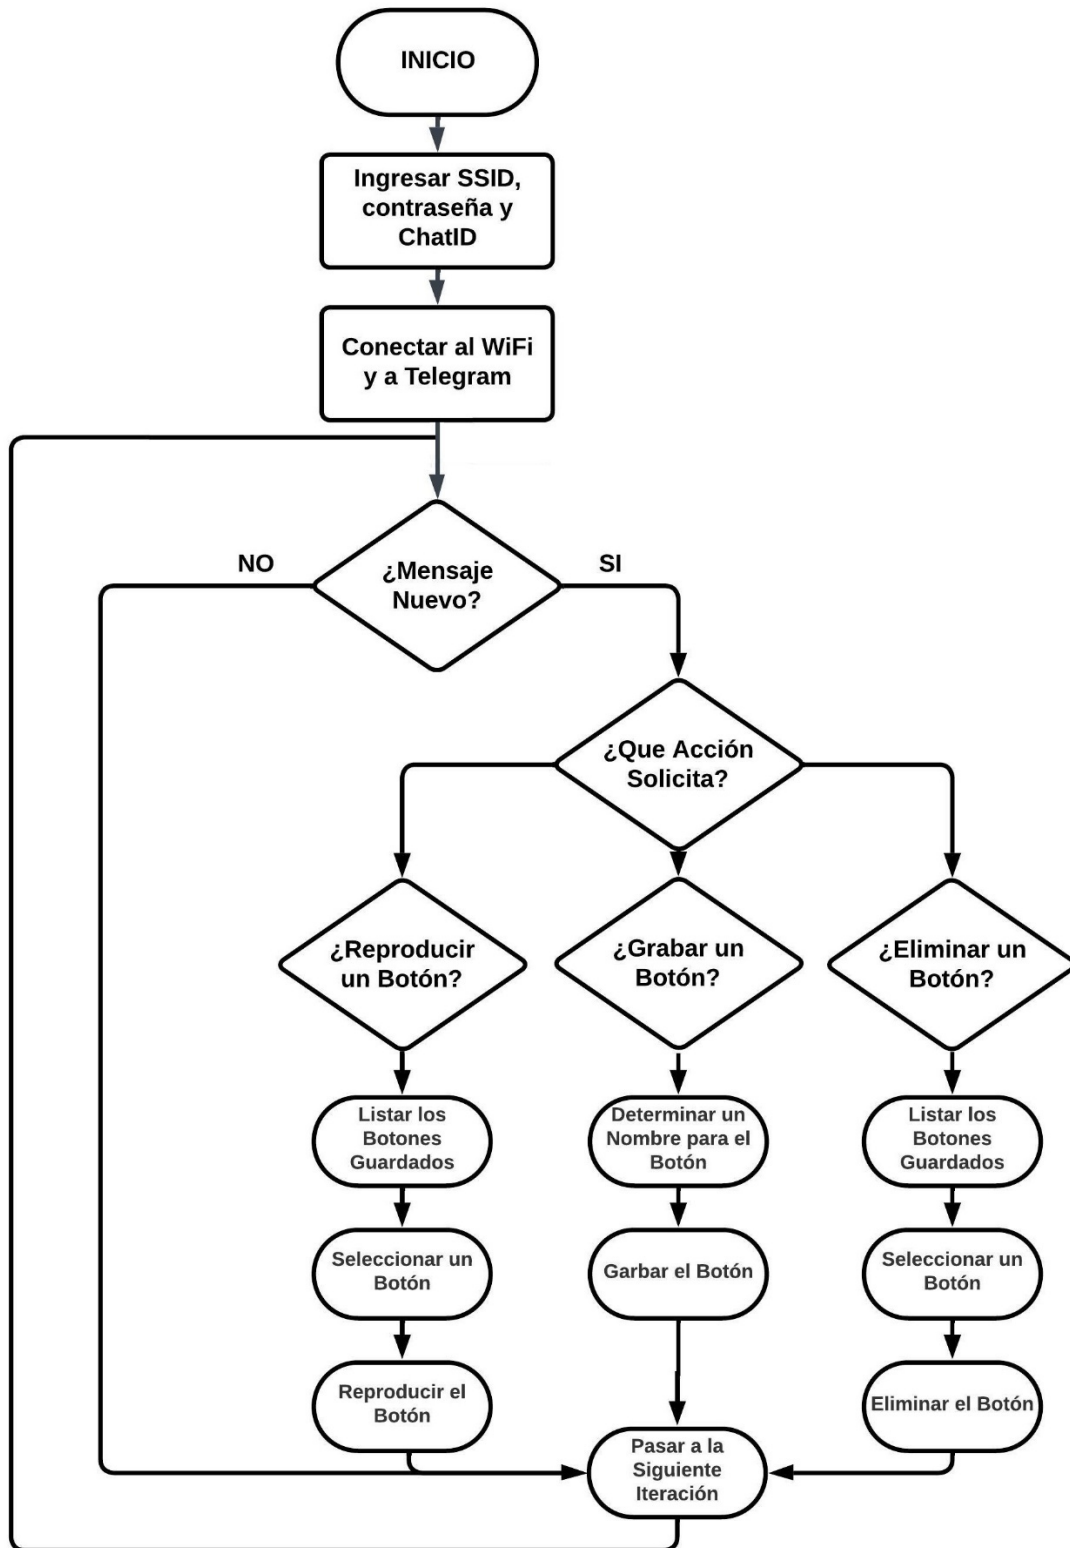 INICIO
Ingresar SSID,
contraseña y
ChatID
Conectar al WiFi
y a Telegram
NO
SI
¿Mensaje
Nuevo?
¿Que Acción
Solicita?
¿Reproducir
un Botón?
¿Grabar un
Botón?
¿Eliminar un
Botón?
Listar los
Botones
Guardados
Determinar un
Nombre para el
Botón
Listar los
Botones
Guardados
Seleccionar un
Botón
Garbar el Botón
Seleccionar un
Botón
Reproducir el
Botón
Eliminar el Botón
Pasar a la
Siguiente
Iteración